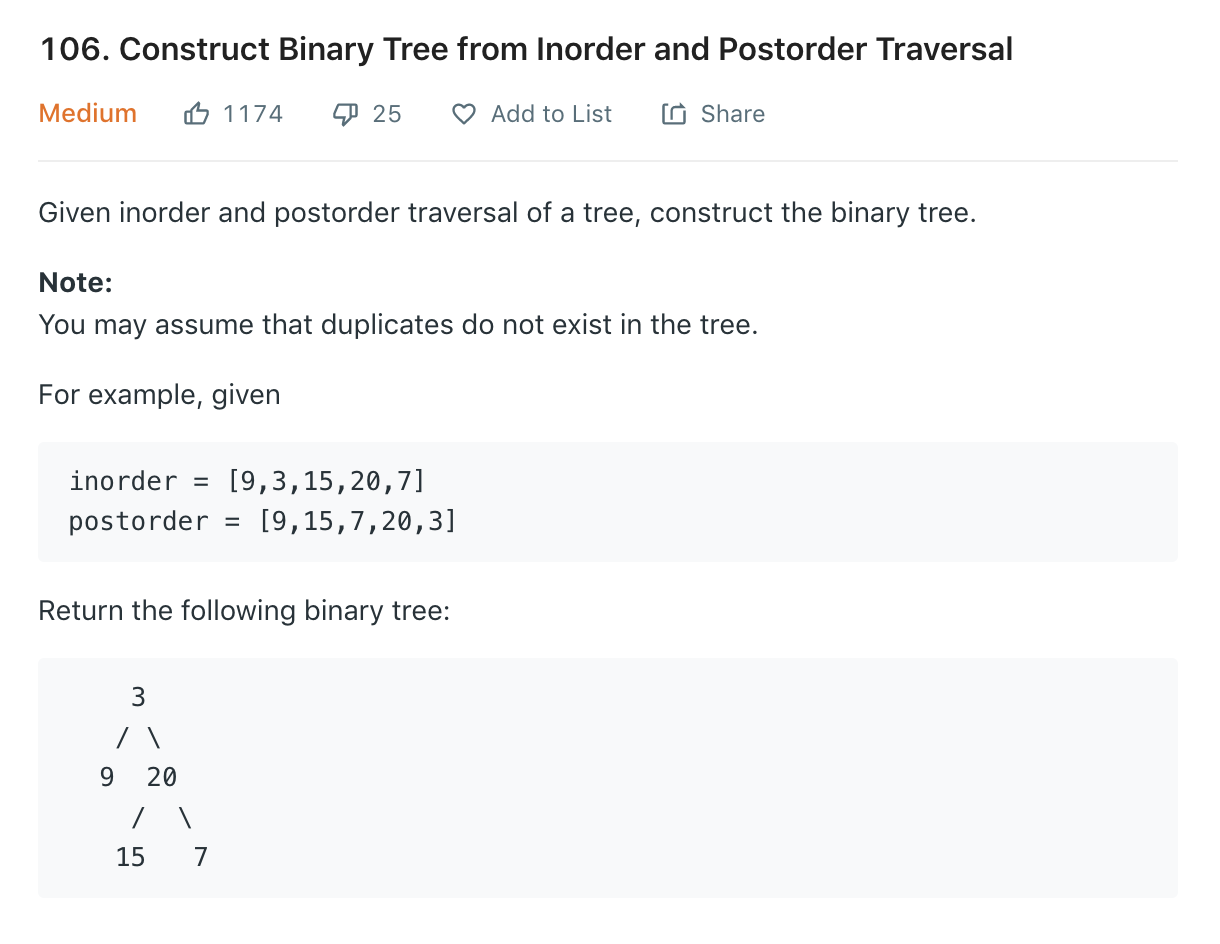 106. Construct Binary Tree from Inorder and Postorder Traversal
Medium 1174 25 Add to List Share
Given inorder and postorder traversal of a tree, construct the binary tree.
Note:
You may assume that duplicates do not exist in the tree.
For example, given
inorder = [9,3,15,20,7]
postorder = [9,15,7,20,3]
Return the following binary tree:
    3
   / \
  9  20
    /  \
   15   7